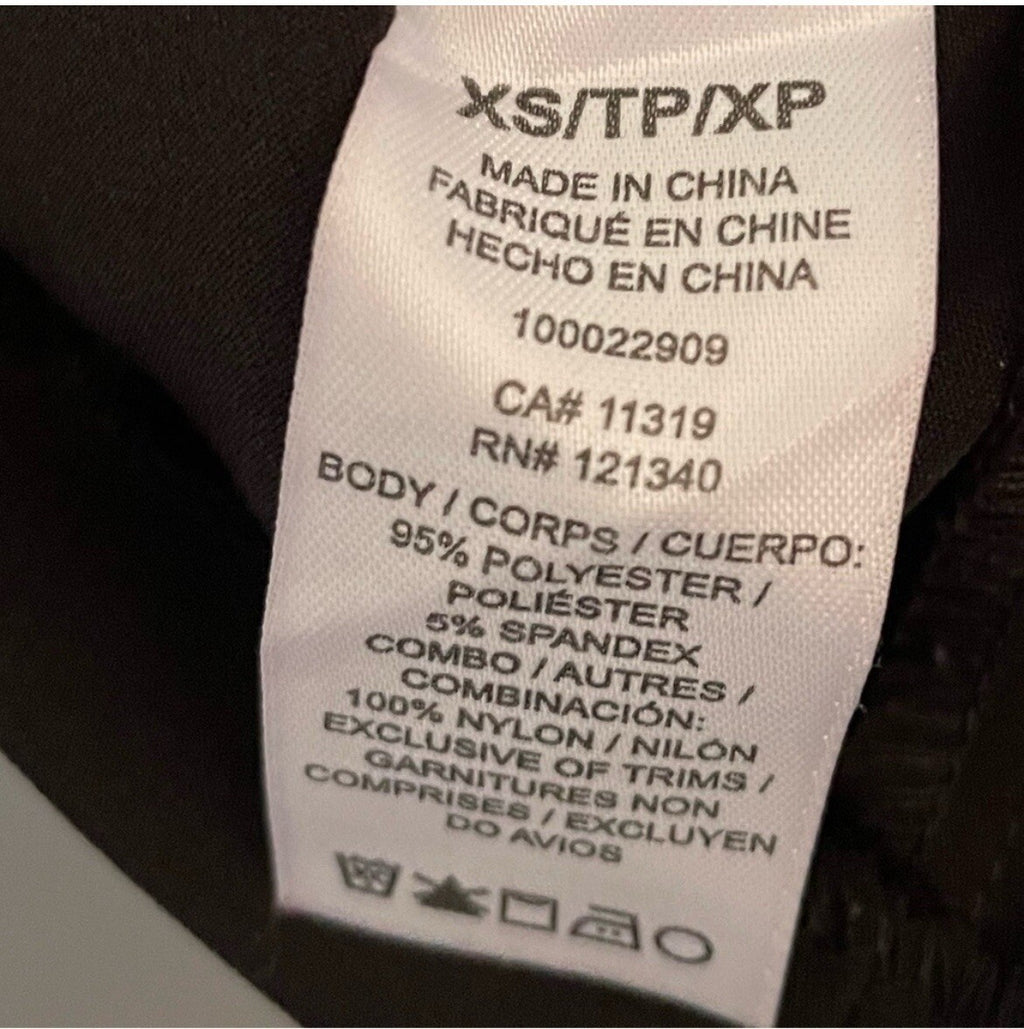 XS/TP/XP
MADE IN CHINA
FABRIQUÉ EN CHINE
HECHO EN CHINA
100022909
CA# 11319
RN# 121340
BODY / CORPS / CUERPO:
95% POLYESTER /
POLIÉSTER
5% SPANDEX
COMBO / AUTRES /
COMBINACIÓN:
100% NYLON / NILÓN
EXCLUSIVE OF TRIMS /
GARNITURES NON
COMPRISES / EXCLUYEN
DO AVIOS